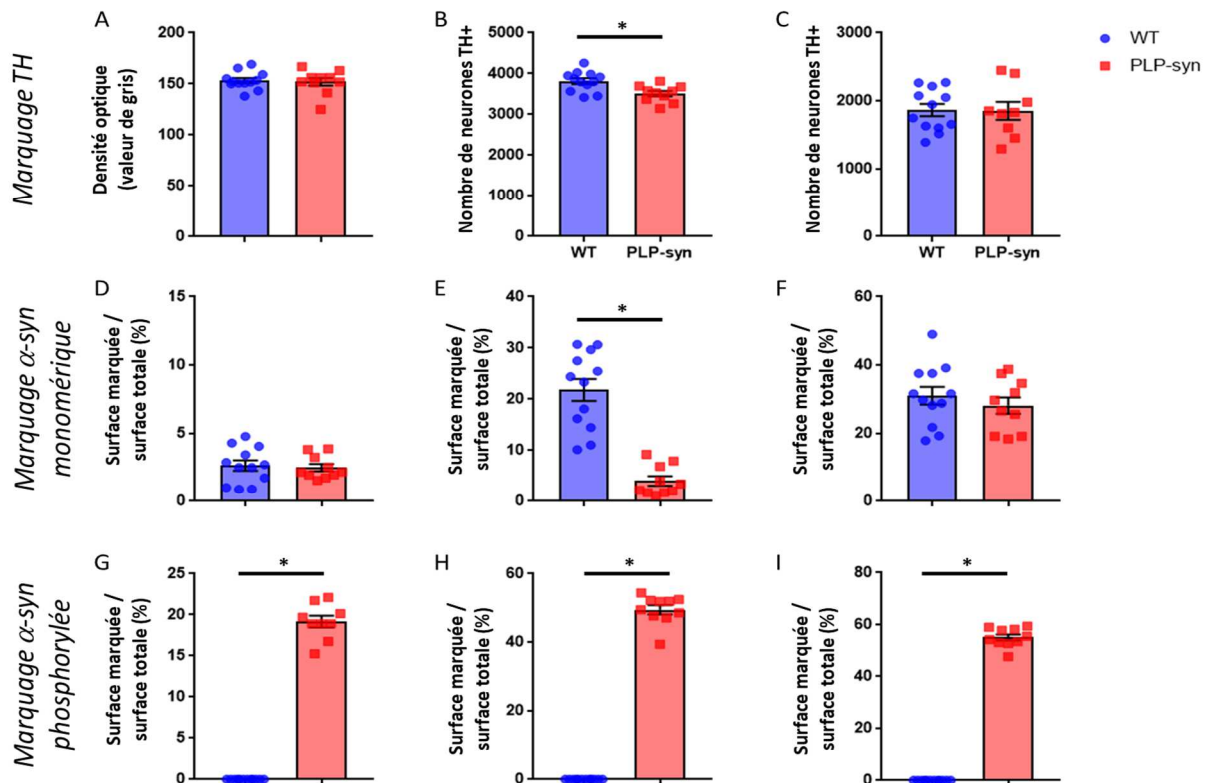 A
B
C
WT
PLP-syn
Marquage TH
Densité optique
(valeur de gris)
200
150
100
50
0
Nombre de neurones TH+
5000
4000
3000
2000
1000
0
*
WT
PLP-syn
Nombre de neurones TH+
3000
2000
1000
0
WT
PLP-syn
D
E
F
Marquage α-syn
monomérique
Surface marquée /
surface totale (%)
15
10
5
0
Surface marquée /
surface totale (%)
40
30
20
10
0
*
Surface marquée /
surface totale (%)
60
40
20
0
G
H
I
Marquage α-syn
phosphorylée
Surface marquée /
surface totale (%)
25
20
15
10
5
0
*
Surface marquée /
surface totale (%)
60
40
20
0
*
Surface marquée /
surface totale (%)
80
60
40
20
0
*